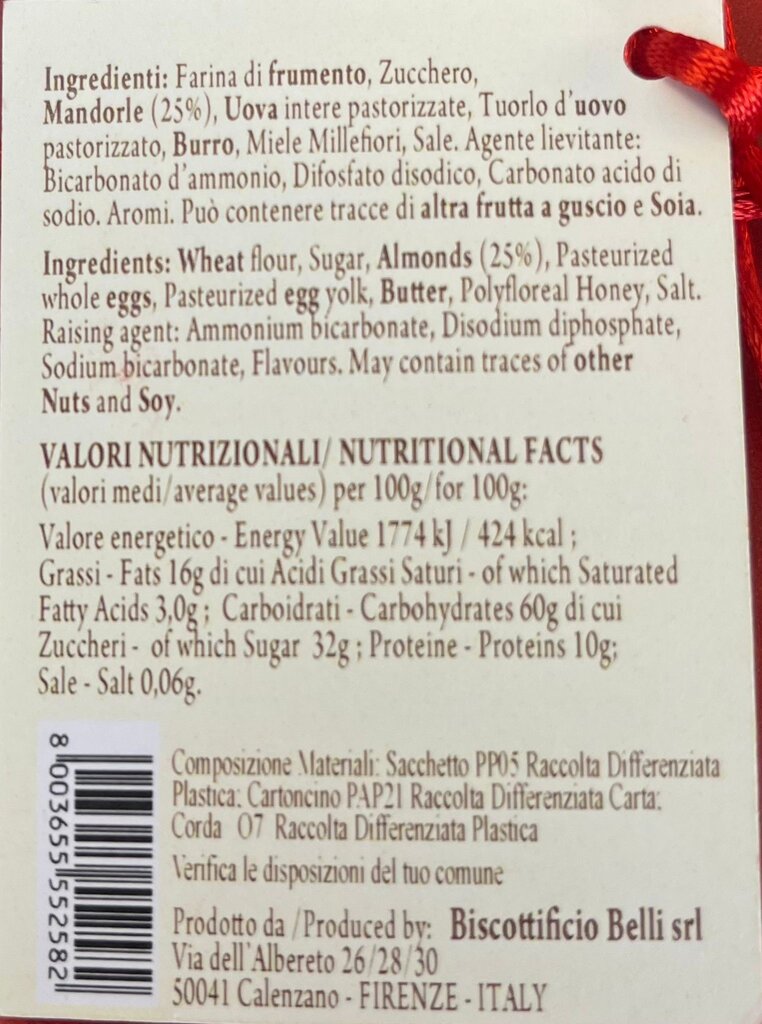 Ingredienti: Farina di frumento, Zucchero,
Mandorle (25%), Uova intere pastorizzate, Tuorlo d'uovo
pastorizzato, Burro, Miele Millefiori, Sale. Agente lievitante:
Bicarbonato d'ammonio, Difosfato disodico, Carbonato acido di
sodio. Aromi. Può contenere tracce di altra frutta a guscio e Soia.
Ingredients: Wheat flour, Sugar, Almonds (25%), Pasteurized
whole eggs, Pasteurized egg yolk, Butter, Polyfloreal Honey, Salt.
Raising agent: Ammonium bicarbonate, Disodium diphosphate,
Sodium bicarbonate, Flavours. May contain traces of other
Nuts and Soy.
VALORI NUTRIZIONALI/ NUTRITIONAL FACTS
(valori medi/average values) per 100g/for 100g:
Valore energetico - Energy Value 1774 kJ / 424 kcal ;
Grassi - Fats 16g di cui Acidi Grassi Saturi - of which Saturated
Fatty Acids 3,0g ; Carboidrati - Carbohydrates 60g di cui
Zuccheri - of which Sugar 32g ; Proteine - Proteins 10g;
Sale - Salt 0,06g.
8 003655 552582
Composizione Materiali: Sacchetto PP05 Raccolta Differenziata
Plastica; Cartoncino PAP21 Raccolta Differenziata Carta;
Corda O7 Raccolta Differenziata Plastica
Verifica le disposizioni del tuo comune
Prodotto da /Produced by: Biscottificio Belli srl
Via dell'Albereto 26/28/30
50041 Calenzano - FIRENZE - ITALY